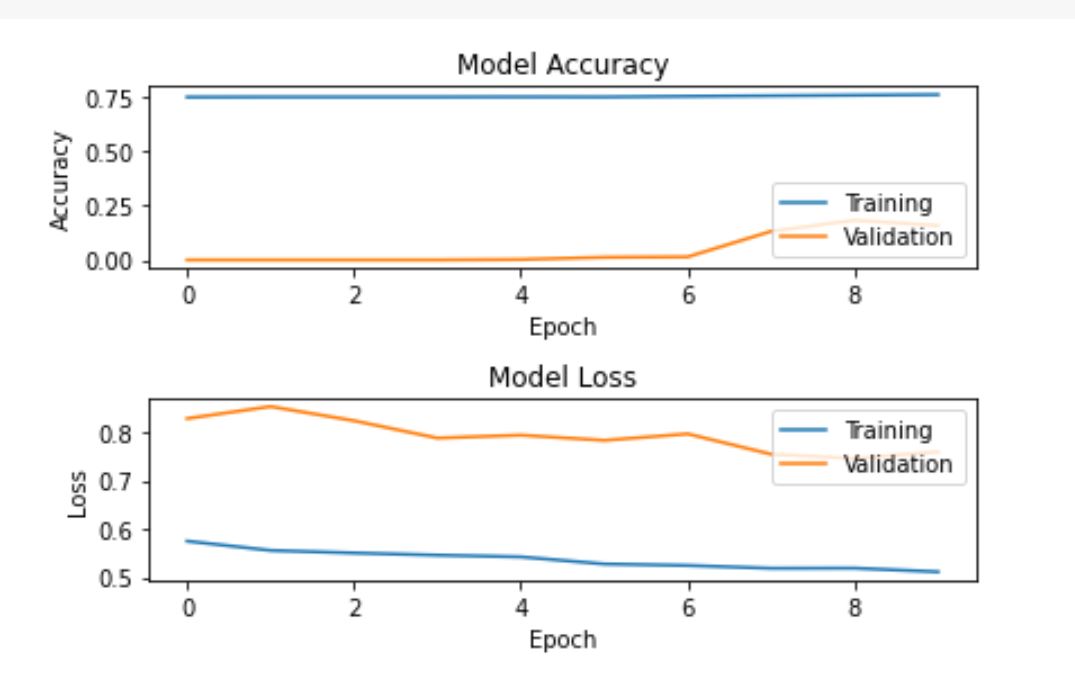 Model Accuracy
0.75
0.50
0.25
0.00
Accuracy
Training
Validation
0 2 4 6 8
Epoch
Model Loss
0.8
0.7
0.6
0.5
Loss
Training
Validation
0 2 4 6 8
Epoch